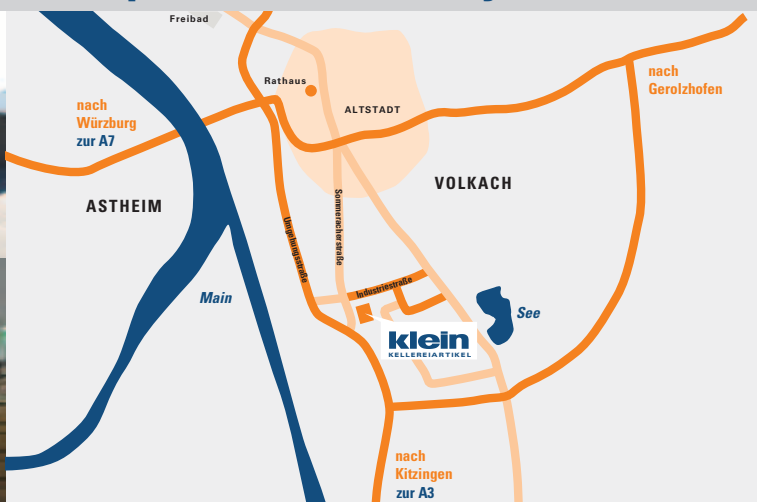 Freibad
Rathaus
ALTSTADT
nach
Gerolzhofen
nach
Würzburg
zur A7
ASTHEIM
VOLKACH
Sommeracherstraße
Umgehungsstraße
Industriestraße
Main
See
klein
KELLEREIARTIKEL
nach
Kitzingen
zur A3